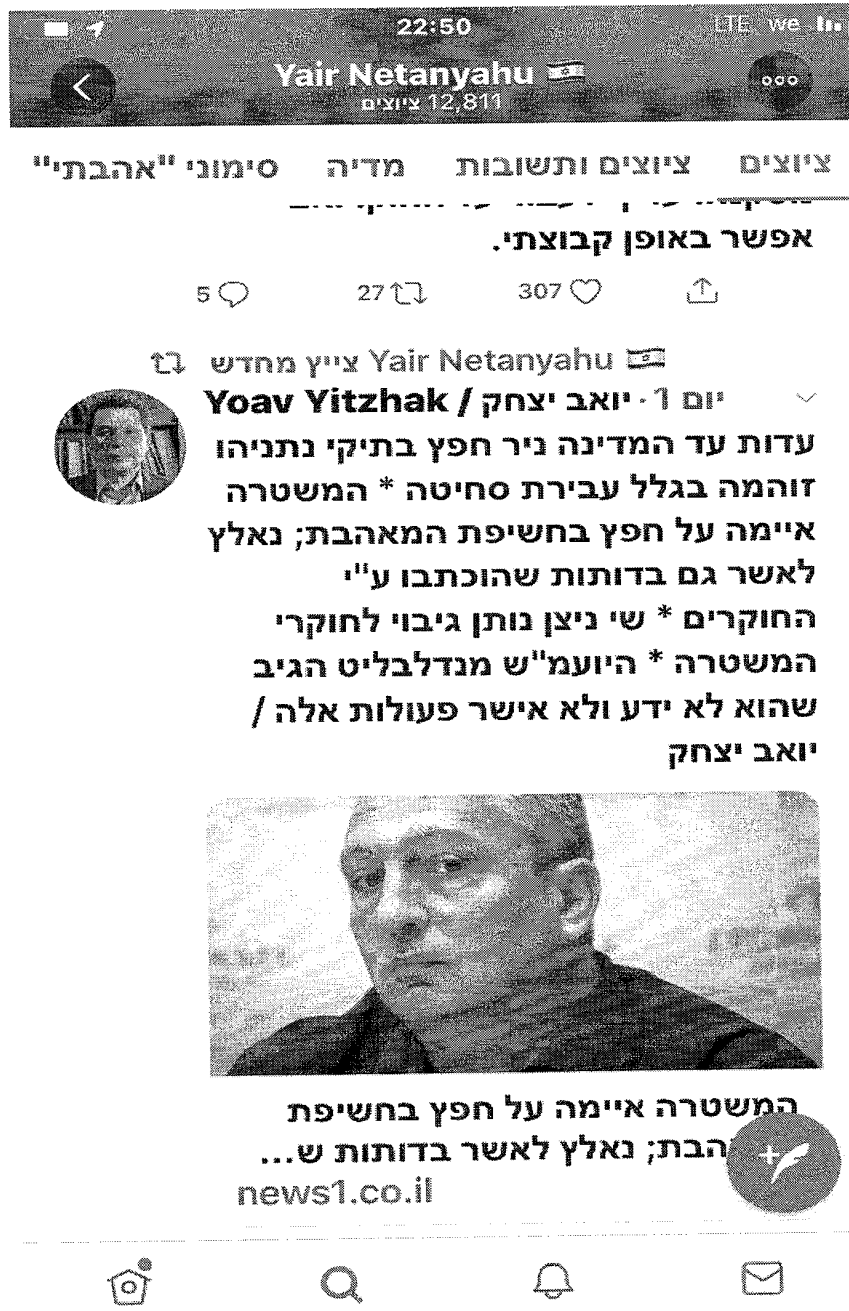 22:50
LTE we
Yair Netanyahu 🇮🇱
12,811 ציוצים
ציוצים ציוצים ותשובות מדיה סימוני "אהבתי"
אפשר באופן קבוצתי.
5 27 307
Yair Netanyahu 🇮🇱 צייץ מחדש
יואב יצחק / Yoav Yitzhak · יום 1
עדות עד המדינה ניר חפץ בתיקי נתניהו
זוהמה בגלל עבירת סחיטה * המשטרה
איימה על חפץ בחשיפת המאהבת; נאלץ
לאשר גם בדותות שהוכתבו ע"י
החוקרים * שי ניצן נותן גיבוי לחוקרי
המשטרה * היועמ"ש מנדלבליט הגיב
שהוא לא ידע ולא אישר פעולות אלה /
יואב יצחק
המשטרה איימה על חפץ בחשיפת
הבת; נאלץ לאשר בדותות ש...
news1.co.il